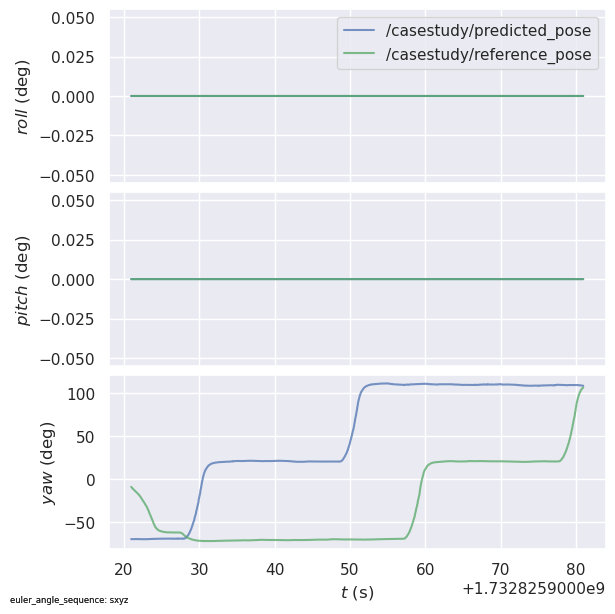 0.050
0.025
0.000
−0.025
−0.050
roll (deg)
/casestudy/predicted_pose
/casestudy/reference_pose
0.050
0.025
0.000
−0.025
−0.050
pitch (deg)
100
50
0
−50
yaw (deg)
20 30 40 50 60 70 80
t (s)
+1.7328259000e9
euler_angle_sequence: sxyz